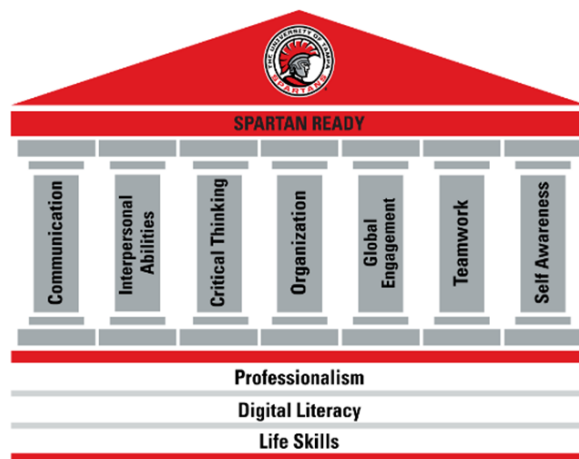 THE UNIVERSITY OF TAMPA
SPARTANS
SPARTAN READY
Communication
Interpersonal
Abilities
Critical Thinking
Organization
Global
Engagement
Teamwork
Self Awareness
Professionalism
Digital Literacy
Life Skills